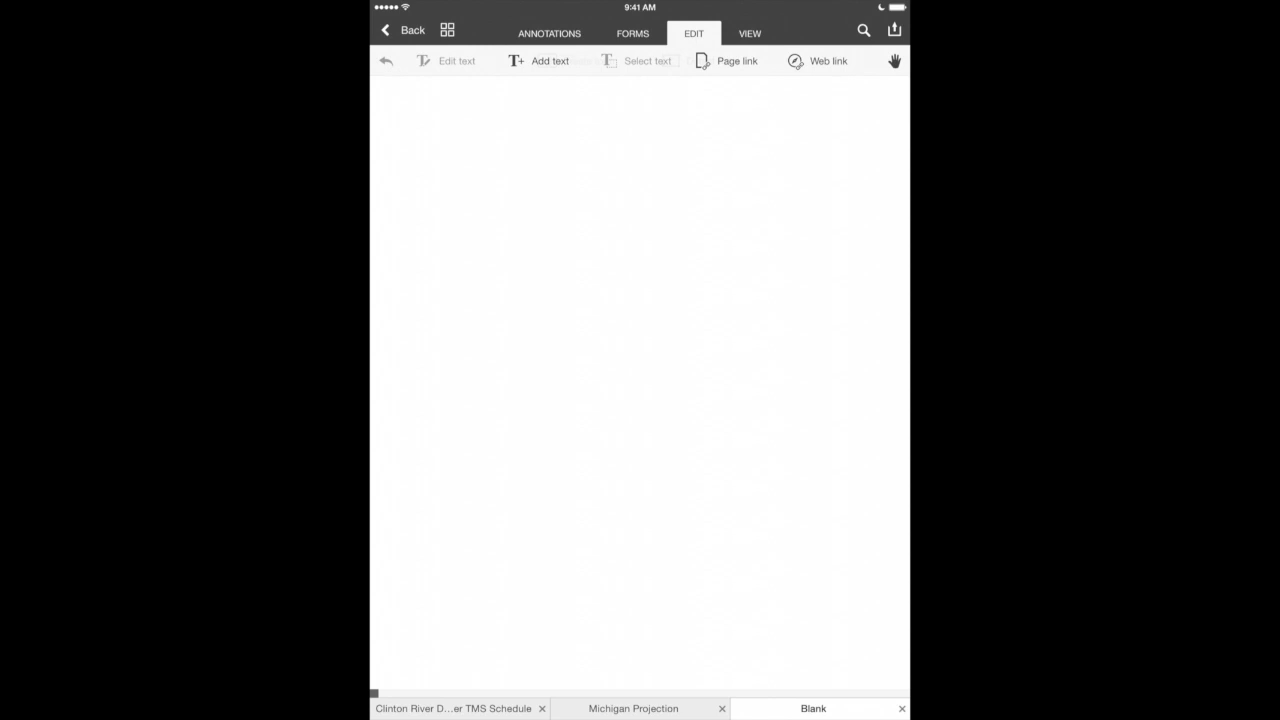 9:41 AM
Back ANNOTATIONS FORMS EDIT VIEW
Edit text T+ Add text Select text Page link Web link
Clinton River D...er TMS Schedule Michigan Projection Blank